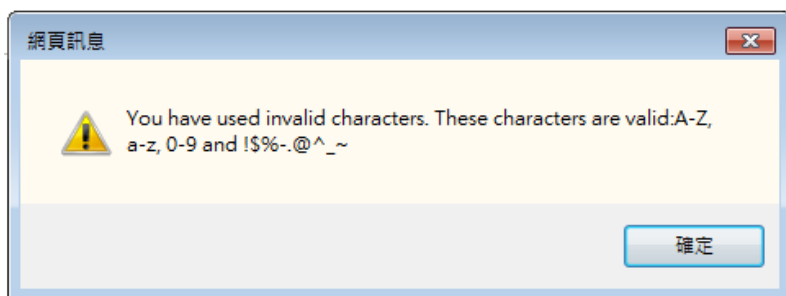 網頁訊息
You have used invalid characters. These characters are valid:A-Z,
a-z, 0-9 and !$%-.@^_~
確定